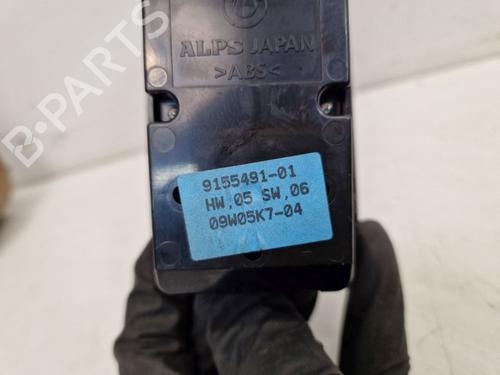 ALPS JAPAN
>ABS<
B-PARTS
9155491-01
HW,05 SW,06
09W05K7-04